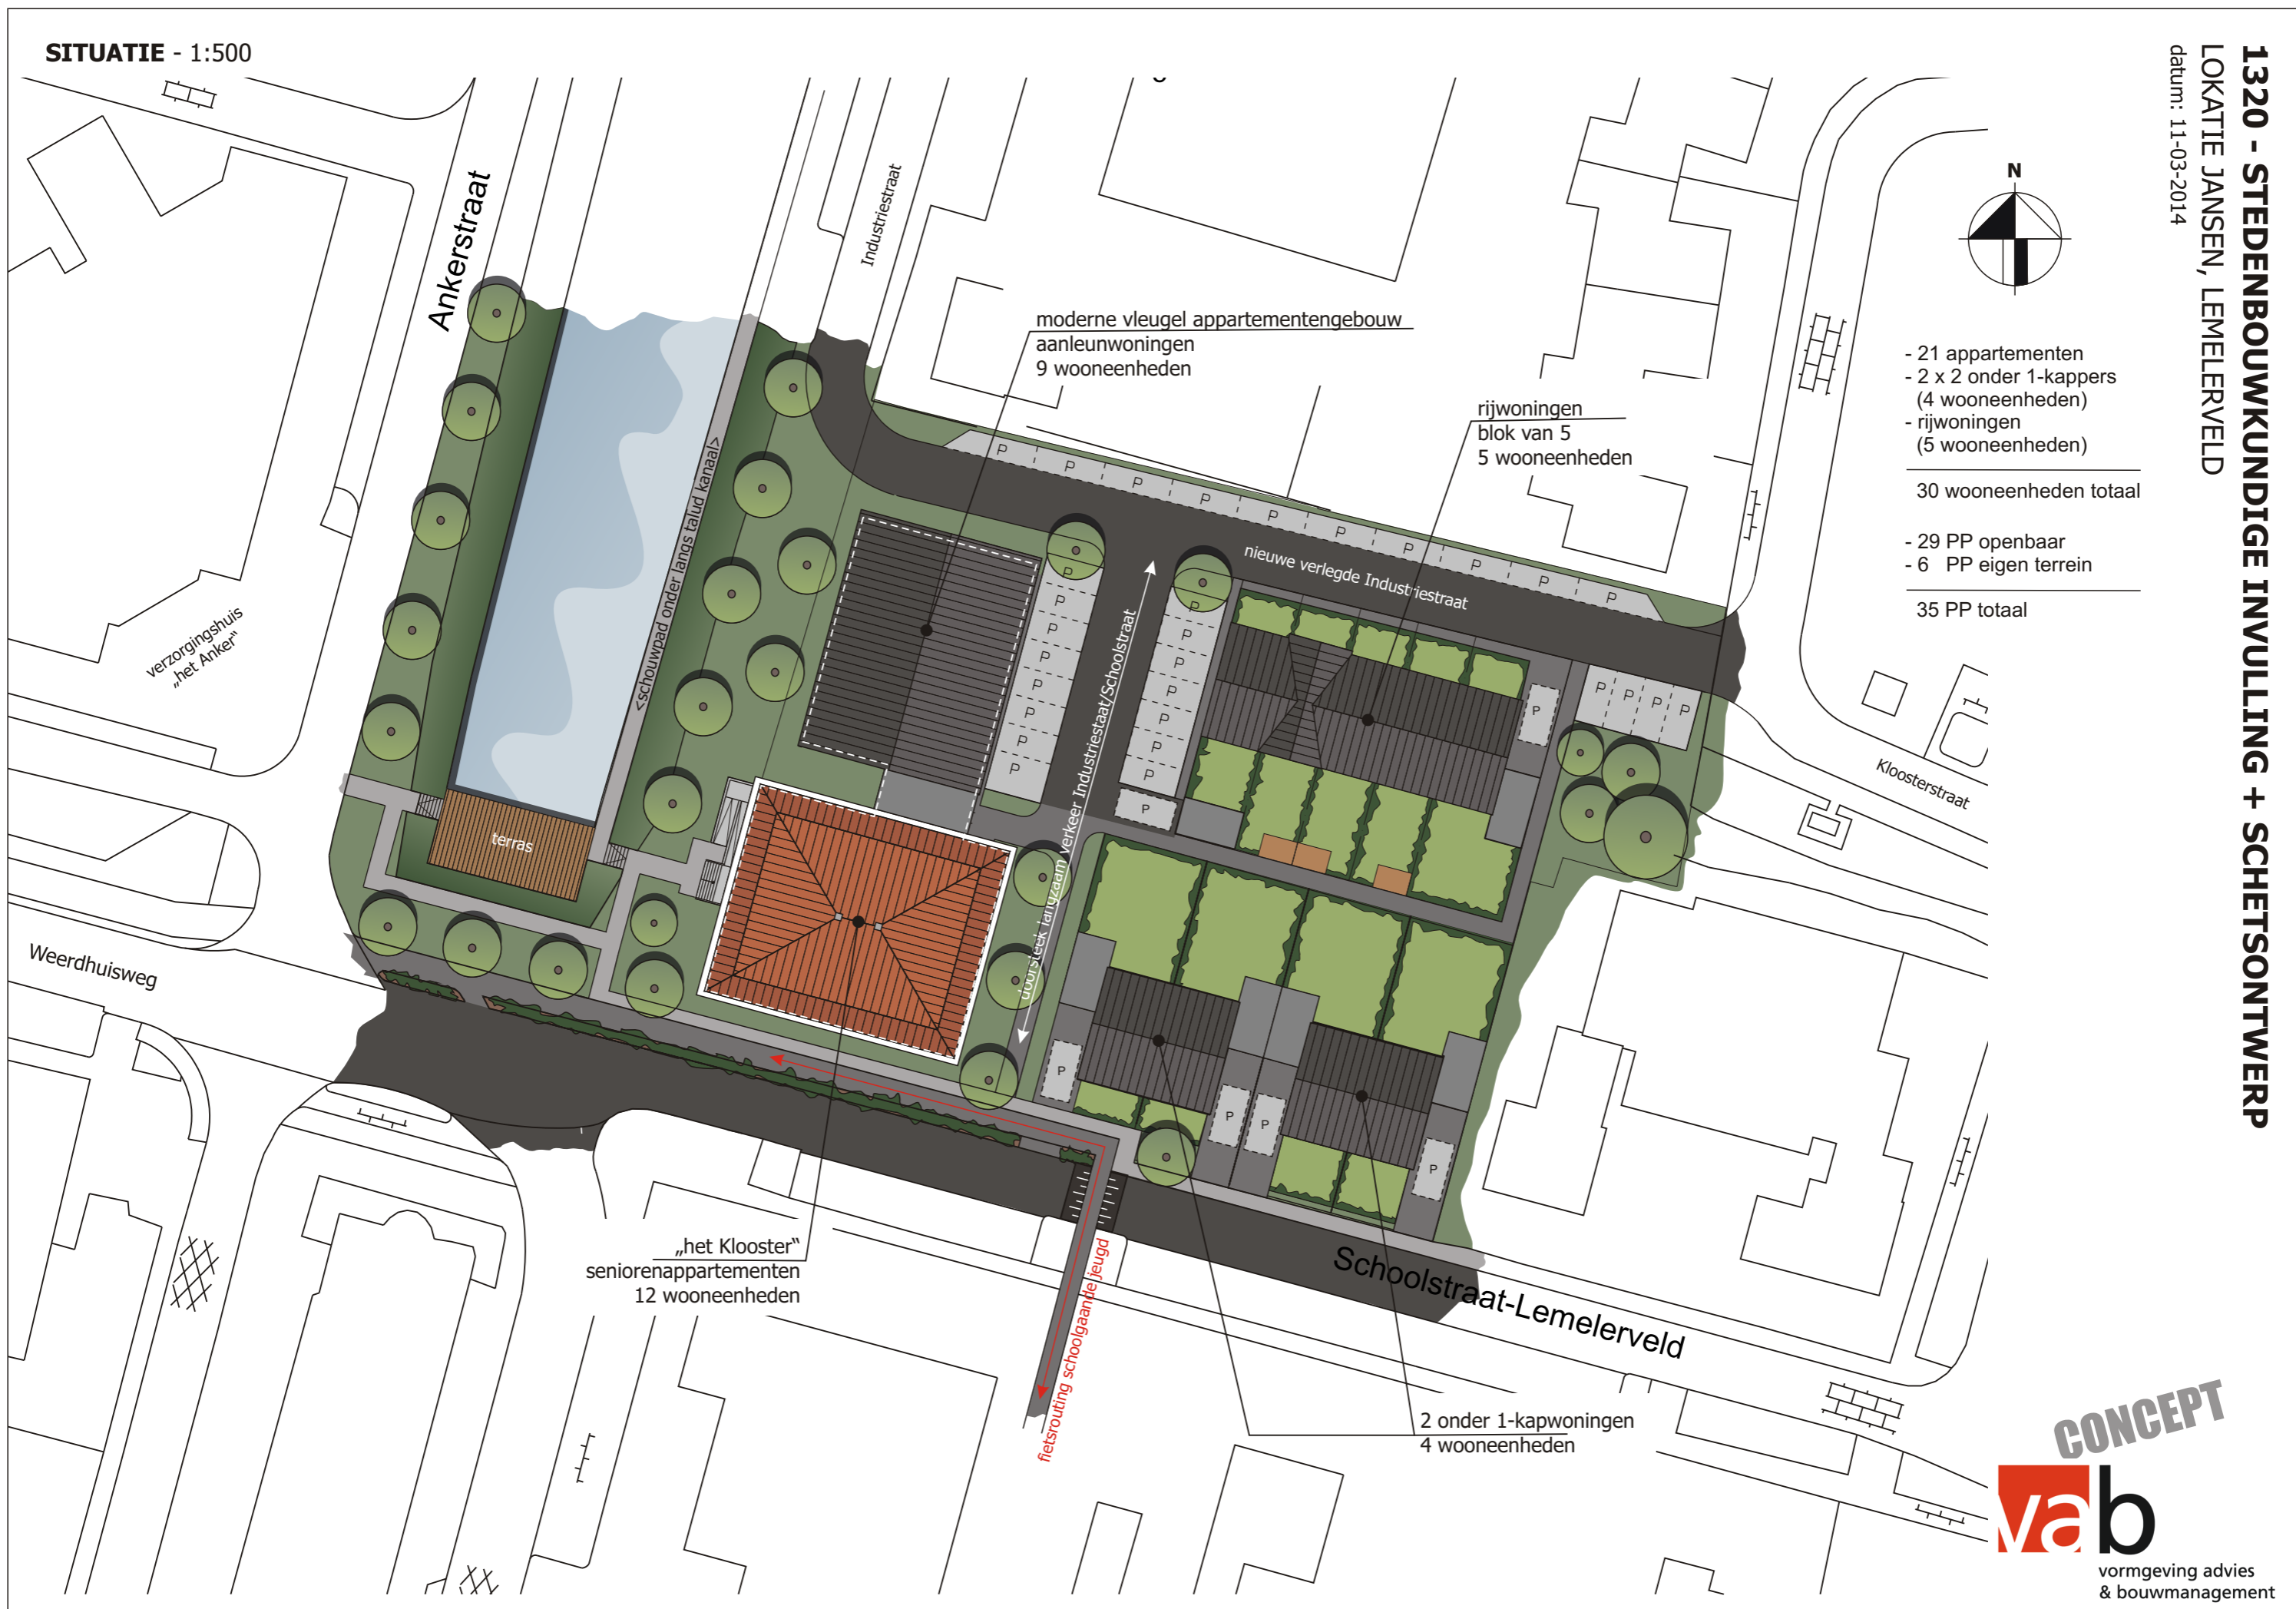 SITUATIE - 1:500
1320 - STEDENBOUWKUNDIGE INVULLING + SCHETSONTWERP
LOKATIE JANSEN, LEMELERVELD
datum: 11-03-2014
N
- 21 appartementen
- 2 x 2 onder 1-kappers
(4 wooneenheden)
- rijwoningen
(5 wooneenheden)
30 wooneenheden totaal
- 29 PP openbaar
- 6 PP eigen terrein
35 PP totaal
Ankerstraat
Industriestraat
moderne vleugel appartementengebouw
aanleunwoningen
9 wooneenheden
rijwoningen
blok van 5
5 wooneenheden
verzorgingshuis
„het Anker"
<schouwpad onder langs talud kanaal>
P P P P P P P P P P
nieuwe verlegde Industriestraat
P
P
P
P
P
P
P
P
doorsteek langzaam verkeer Industriestaat/Schoolstraat
P
P
P
P
P
P
P
P
P
P P P P
Kloosterstraat
terras
Weerdhuisweg
P
P
P
P
„het Klooster"
seniorenappartementen
12 wooneenheden
fietsrouting schoolgaande jeugd
Schoolstraat-Lemelerveld
2 onder 1-kapwoningen
4 wooneenheden
CONCEPT
vab
vormgeving advies
& bouwmanagement